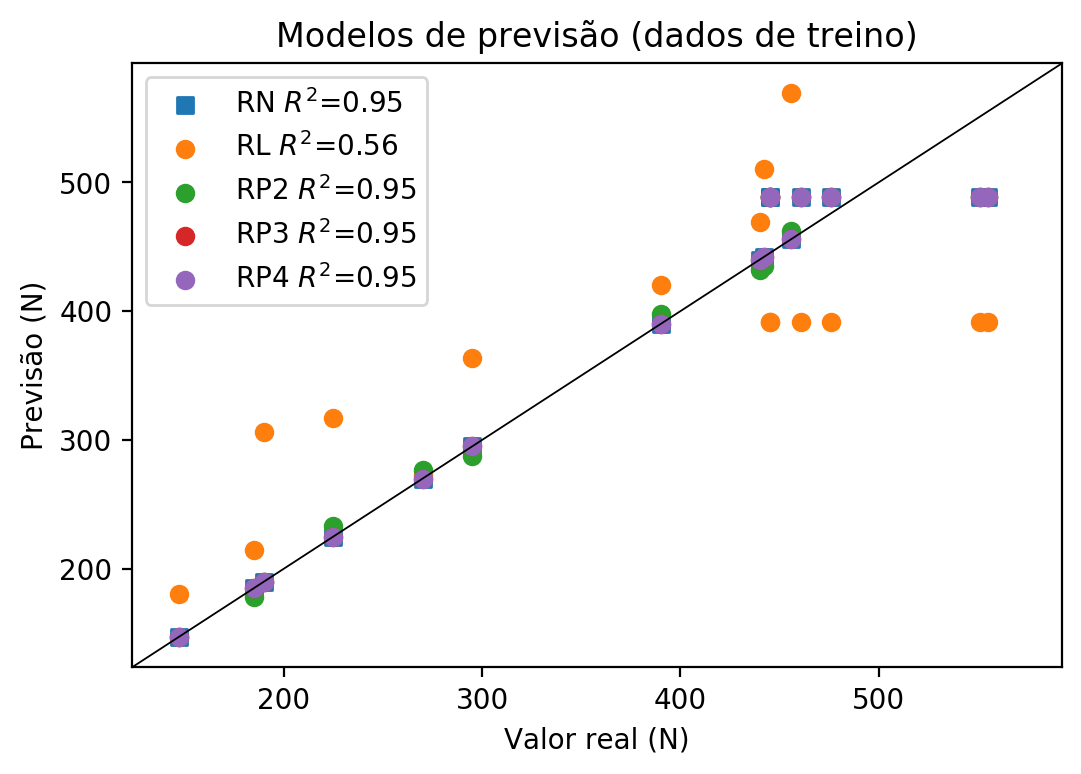 Modelos de previsão (dados de treino)
RN R²=0.95
RL R²=0.56
RP2 R²=0.95
RP3 R²=0.95
RP4 R²=0.95
Previsão (N)
500
400
300
200
200 300 400 500
Valor real (N)